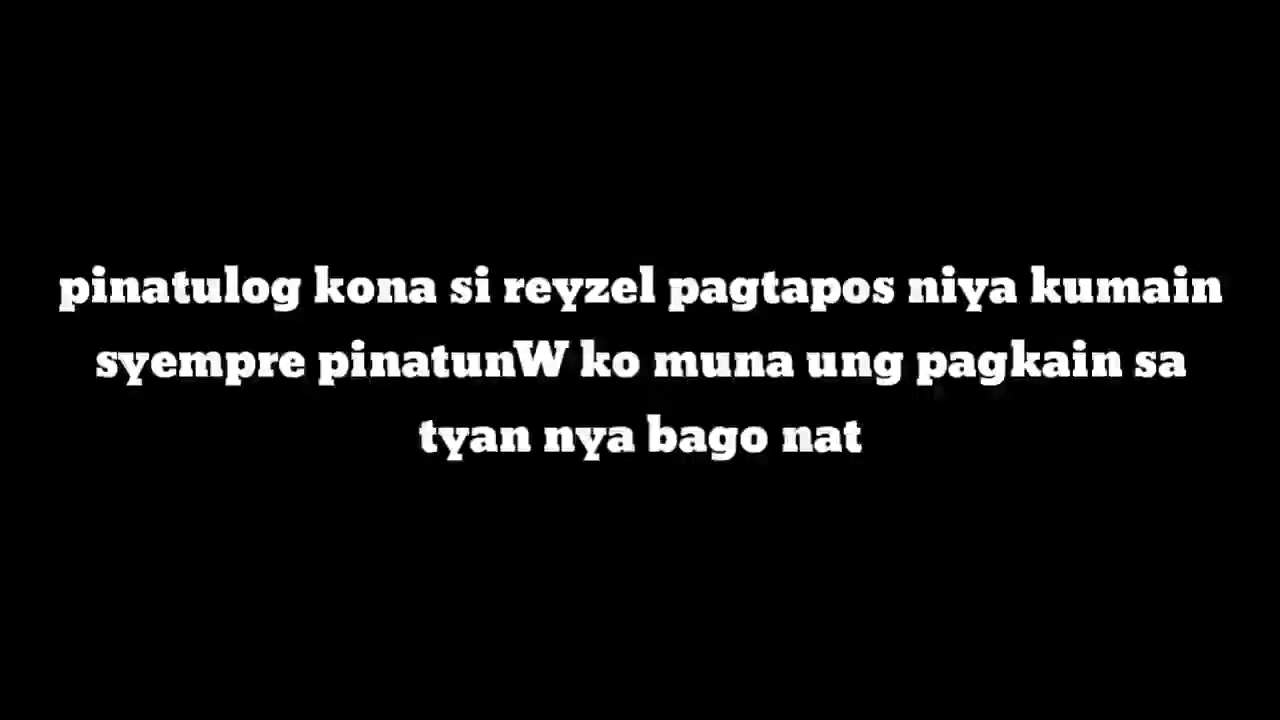 pinatulog kona si reyzel pagtapos niya kumain
syempre pinatunW ko muna ung pagkain sa
tyan nya bago nat